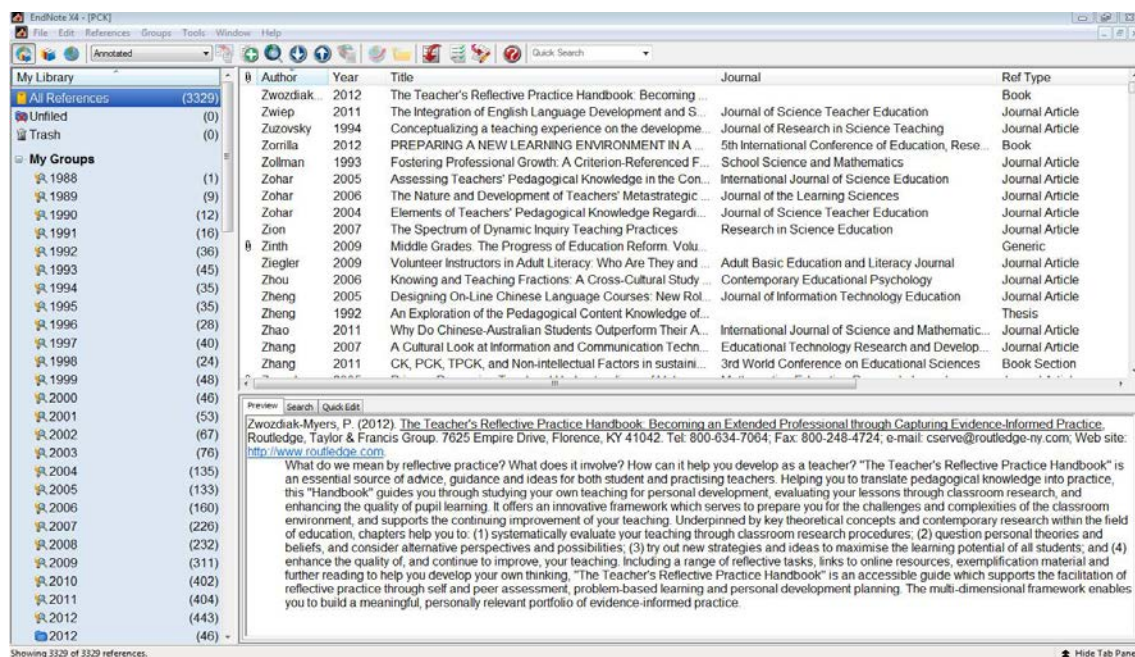 EndNote X4 - [PCK]
File Edit References Groups Tools Window Help
Annotated Quick Search
My Library
All References (3329)
Unfiled (0)
Trash (0)
My Groups
1988 (1)
1989 (9)
1990 (12)
1991 (16)
1992 (36)
1993 (45)
1994 (35)
1995 (35)
1996 (28)
1997 (40)
1998 (24)
1999 (48)
2000 (46)
2001 (53)
2002 (67)
2003 (76)
2004 (135)
2005 (133)
2006 (160)
2007 (226)
2008 (232)
2009 (311)
2010 (402)
2011 (404)
2012 (443)
2012 (46)
Author Year Title Journal Ref Type
Zwozdiak... 2012 The Teacher's Reflective Practice Handbook: Becoming ... Book
Zwiep 2011 The Integration of English Language Development and S... Journal of Science Teacher Education Journal Article
Zuzovsky 1994 Conceptualizing a teaching experience on the developme... Journal of Research in Science Teaching Journal Article
Zorrilla 2012 PREPARING A NEW LEARNING ENVIRONMENT IN A ... 5th International Conference of Education, Rese... Book
Zollman 1993 Fostering Professional Growth: A Criterion-Referenced F... School Science and Mathematics Journal Article
Zohar 2005 Assessing Teachers' Pedagogical Knowledge in the Con... International Journal of Science Education Journal Article
Zohar 2006 The Nature and Development of Teachers' Metastrategic ... Journal of the Learning Sciences Journal Article
Zohar 2004 Elements of Teachers' Pedagogical Knowledge Regardi... Journal of Science Teacher Education Journal Article
Zion 2007 The Spectrum of Dynamic Inquiry Teaching Practices Research in Science Education Journal Article
Zinth 2009 Middle Grades. The Progress of Education Reform. Volu... Generic
Ziegler 2009 Volunteer Instructors in Adult Literacy: Who Are They and ... Adult Basic Education and Literacy Journal Journal Article
Zhou 2006 Knowing and Teaching Fractions: A Cross-Cultural Study ... Contemporary Educational Psychology Journal Article
Zheng 2005 Designing On-Line Chinese Language Courses: New Rol... Journal of Information Technology Education Journal Article
Zheng 1992 An Exploration of the Pedagogical Content Knowledge of... Thesis
Zhao 2011 Why Do Chinese-Australian Students Outperform Their A... International Journal of Science and Mathematic... Journal Article
Zhang 2007 A Cultural Look at Information and Communication Techn... Educational Technology Research and Develop... Journal Article
Zhang 2011 CK, PCK, TPCK, and Non-intellectual Factors in sustaini... 3rd World Conference on Educational Sciences Book Section
Preview Search Quick Edit
Zwozdiak-Myers, P. (2012). The Teacher's Reflective Practice Handbook: Becoming an Extended Professional through Capturing Evidence-Informed Practice,
Routledge, Taylor & Francis Group. 7625 Empire Drive, Florence, KY 41042. Tel: 800-634-7064; Fax: 800-248-4724; e-mail: cserve@routledge-ny.com; Web site:
http://www.routledge.com.
What do we mean by reflective practice? What does it involve? How can it help you develop as a teacher? "The Teacher's Reflective Practice Handbook" is
an essential source of advice, guidance and ideas for both student and practising teachers. Helping you to translate pedagogical knowledge into practice,
this "Handbook" guides you through studying your own teaching for personal development, evaluating your lessons through classroom research, and
enhancing the quality of pupil learning. It offers an innovative framework which serves to prepare you for the challenges and complexities of the classroom
environment, and supports the continuing improvement of your teaching. Underpinned by key theoretical concepts and contemporary research within the field
of education, chapters help you to: (1) systematically evaluate your teaching through classroom research procedures; (2) question personal theories and
beliefs, and consider alternative perspectives and possibilities; (3) try out new strategies and ideas to maximise the learning potential of all students; and (4)
enhance the quality of, and continue to improve, your teaching. Including a range of reflective tasks, links to online resources, exemplification material and
further reading to help you develop your own thinking, "The Teacher's Reflective Practice Handbook" is an accessible guide which supports the facilitation of
reflective practice through self and peer assessment, problem-based learning and personal development planning. The multi-dimensional framework enables
you to build a meaningful, personally relevant portfolio of evidence-informed practice.
Showing 3329 of 3329 references. Hide Tab Pane